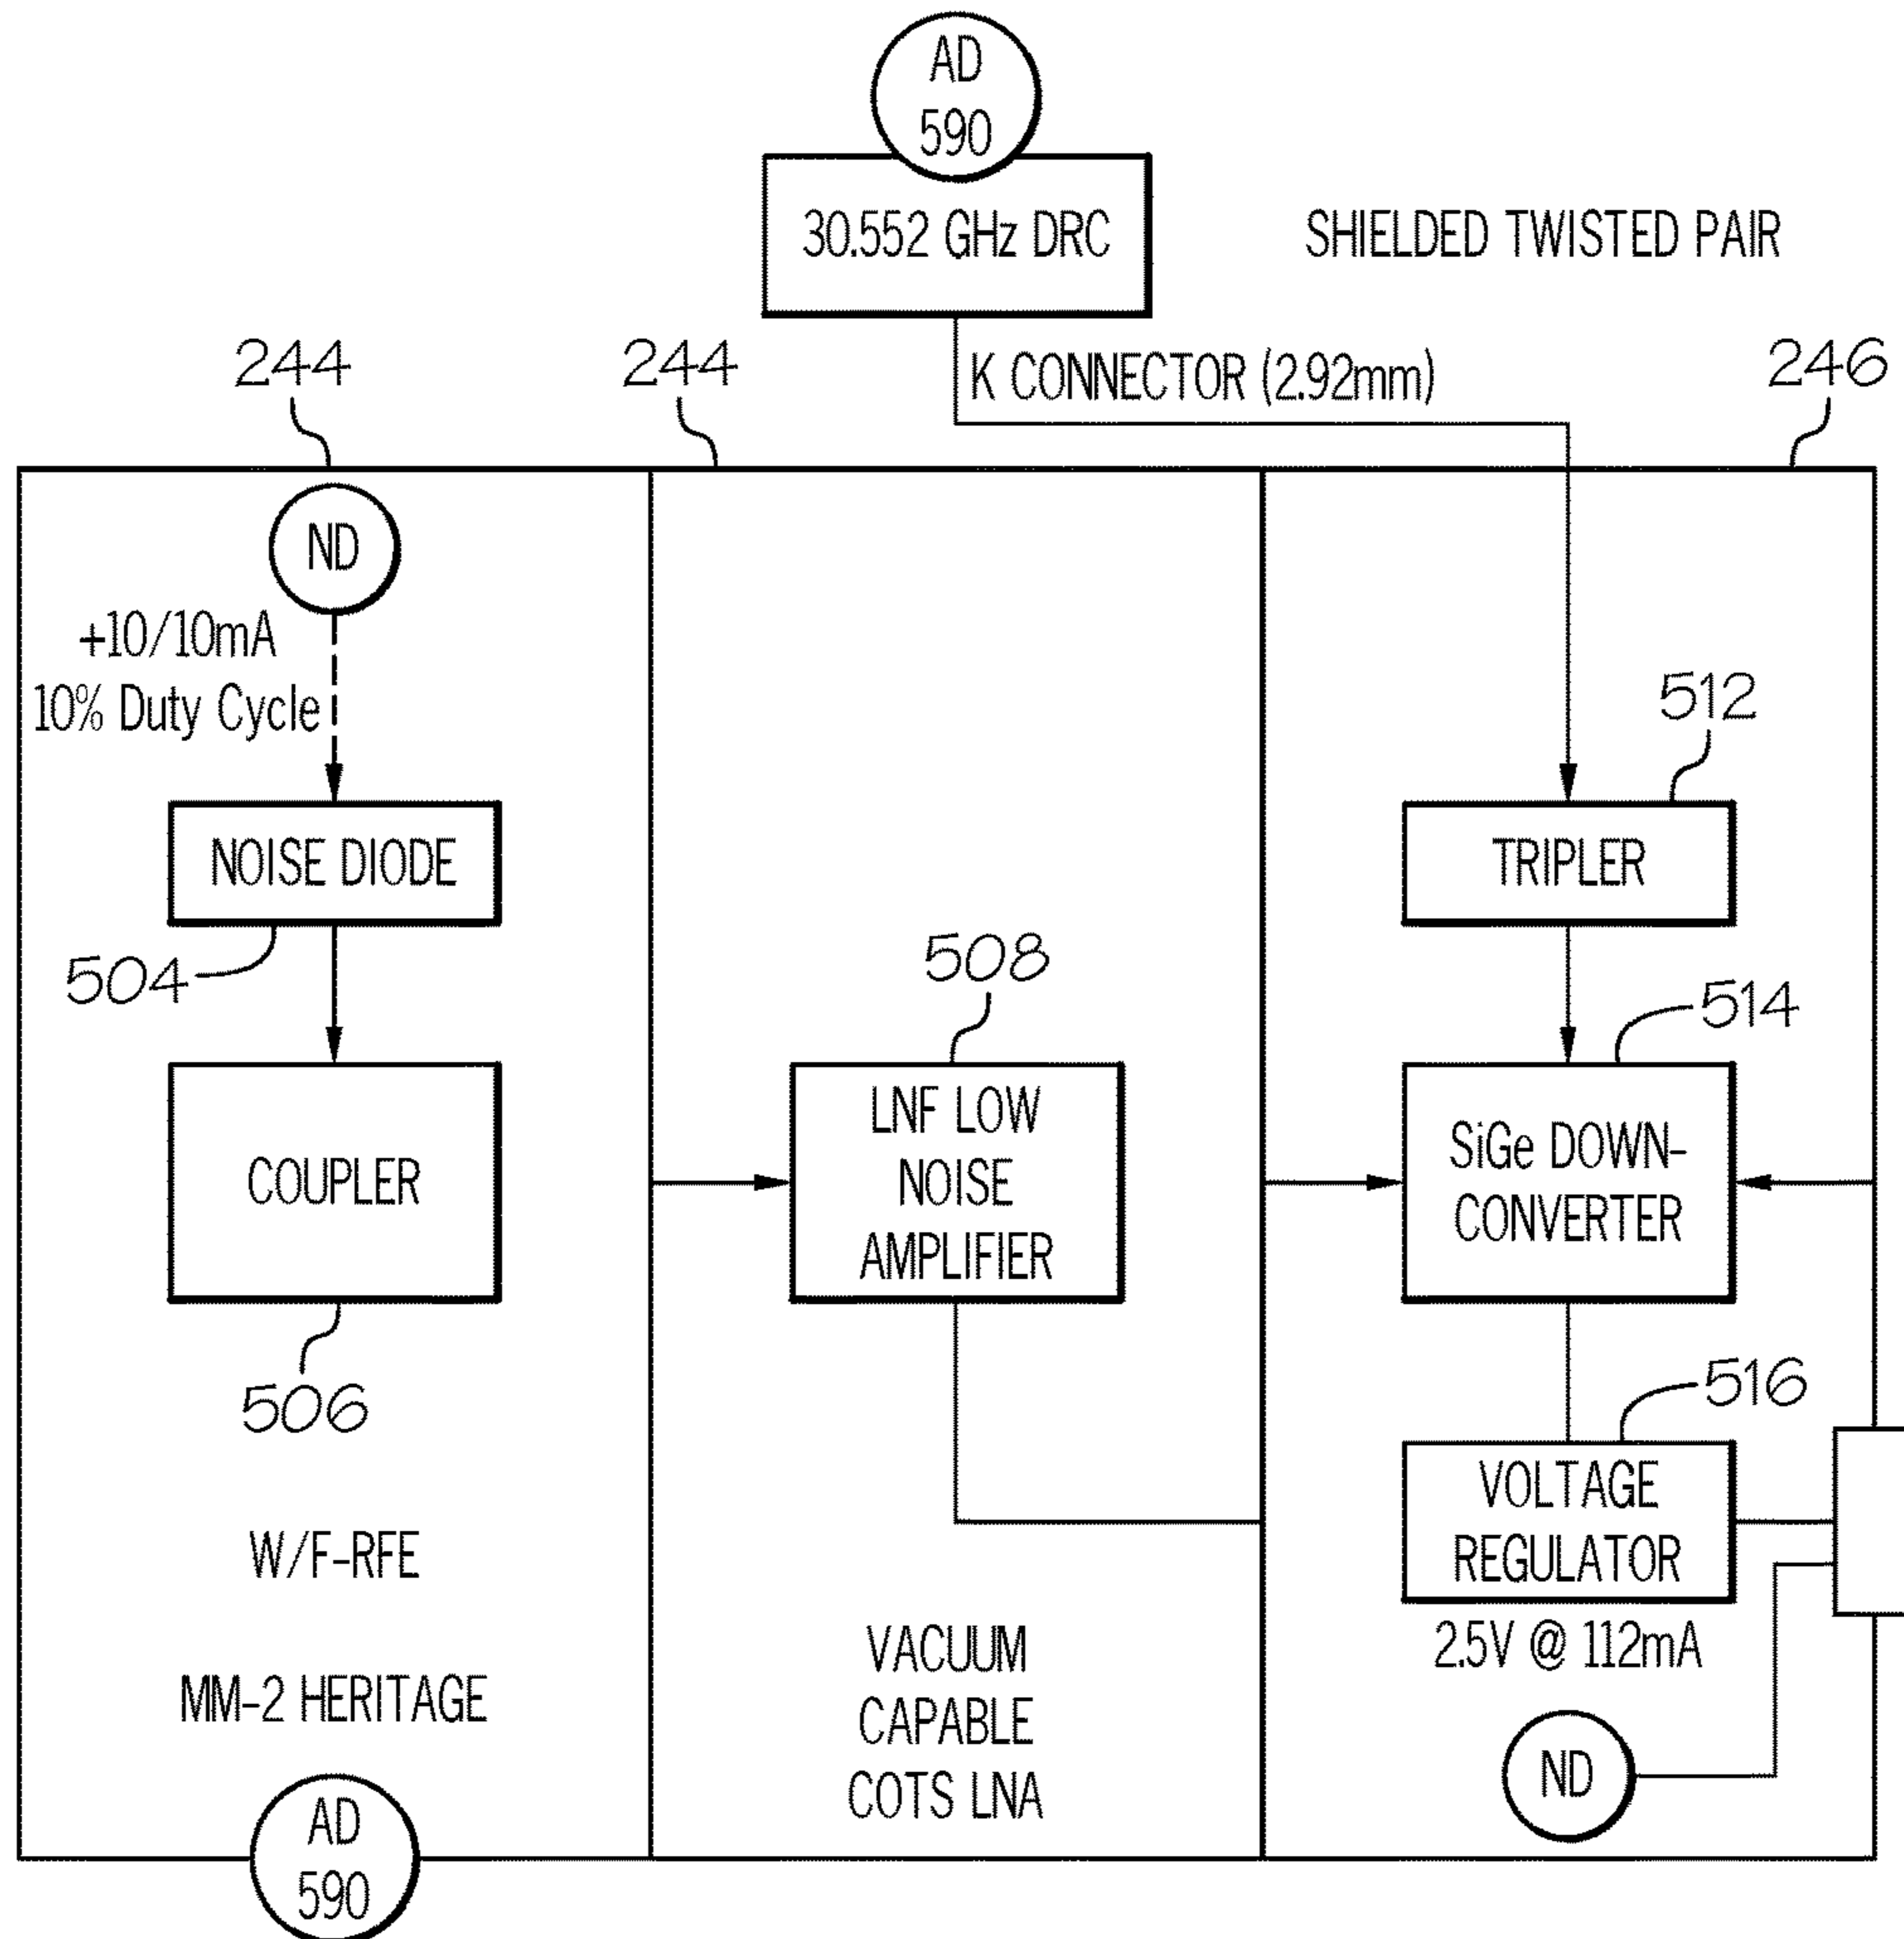 AD
590
30.552 GHz DRC
SHIELDED TWISTED PAIR
K CONNECTOR (2.92mm)
244
244
246
ND
+10/10mA
10% Duty Cycle
NOISE DIODE
504
COUPLER
506
W/F-RFE
MM-2 HERITAGE
AD
590
508
LNF LOW
NOISE
AMPLIFIER
VACUUM
CAPABLE
COTS LNA
512
TRIPLER
514
SiGe DOWN-
CONVERTER
516
VOLTAGE
REGULATOR
2.5V @ 112mA
ND